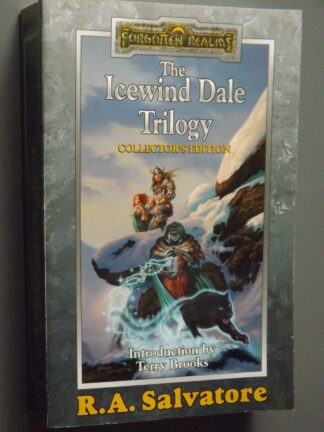 FORGOTTEN REALMS
The
Icewind Dale
Trilogy
COLLECTOR'S EDITION
Introduction by
Terry Brooks
R.A. Salvatore